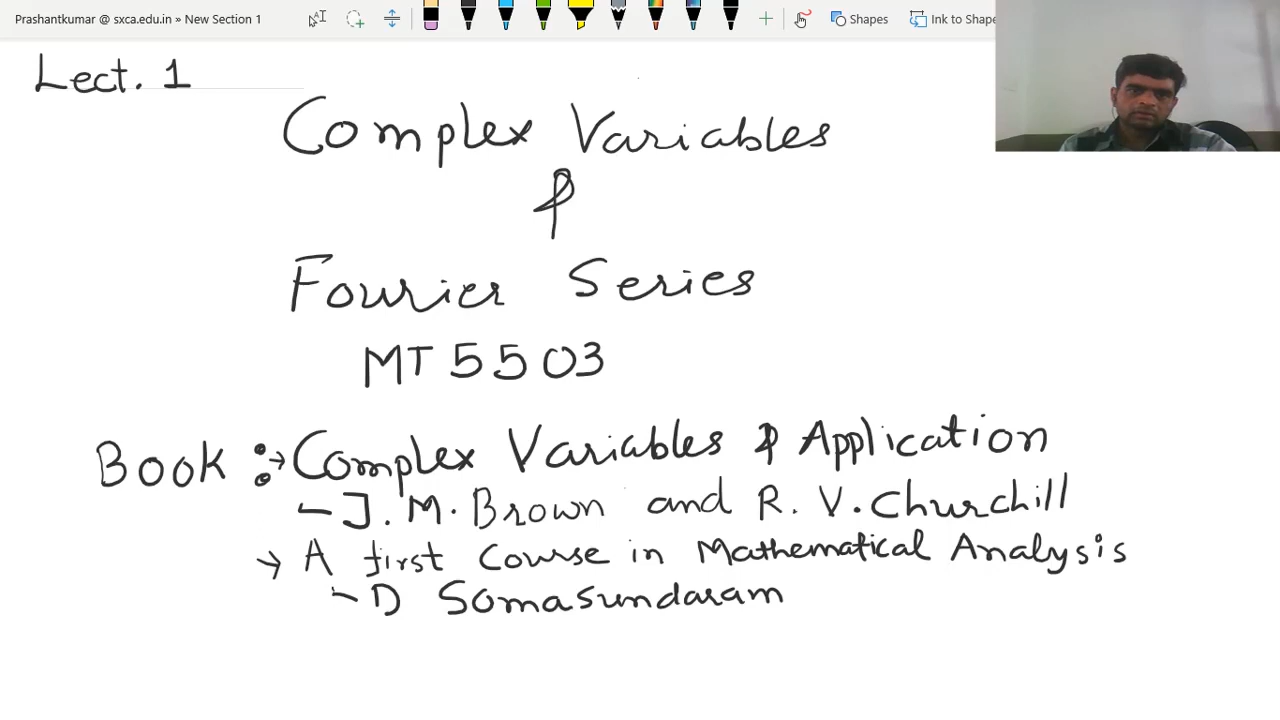 Prashantkumar @ sxca.edu.in » New Section 1
Shapes
Ink to Shape
Lect. 1
Complex Variables
&
Fourier Series
MT 5503
Book :→ Complex Variables & Application
- J. M. Brown and R. V. Churchill
→ A first Course in Mathematical Analysis
- D Somasundaram